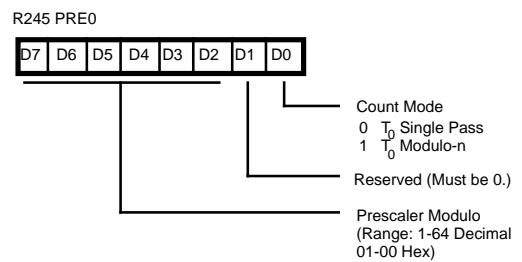 R245 PRE0
D7 D6 D5 D4 D3 D2 D1 D0
Count Mode
0 T0 Single Pass
1 T0 Modulo-n
Reserved (Must be 0.)
Prescaler Modulo
(Range: 1-64 Decimal
01-00 Hex)